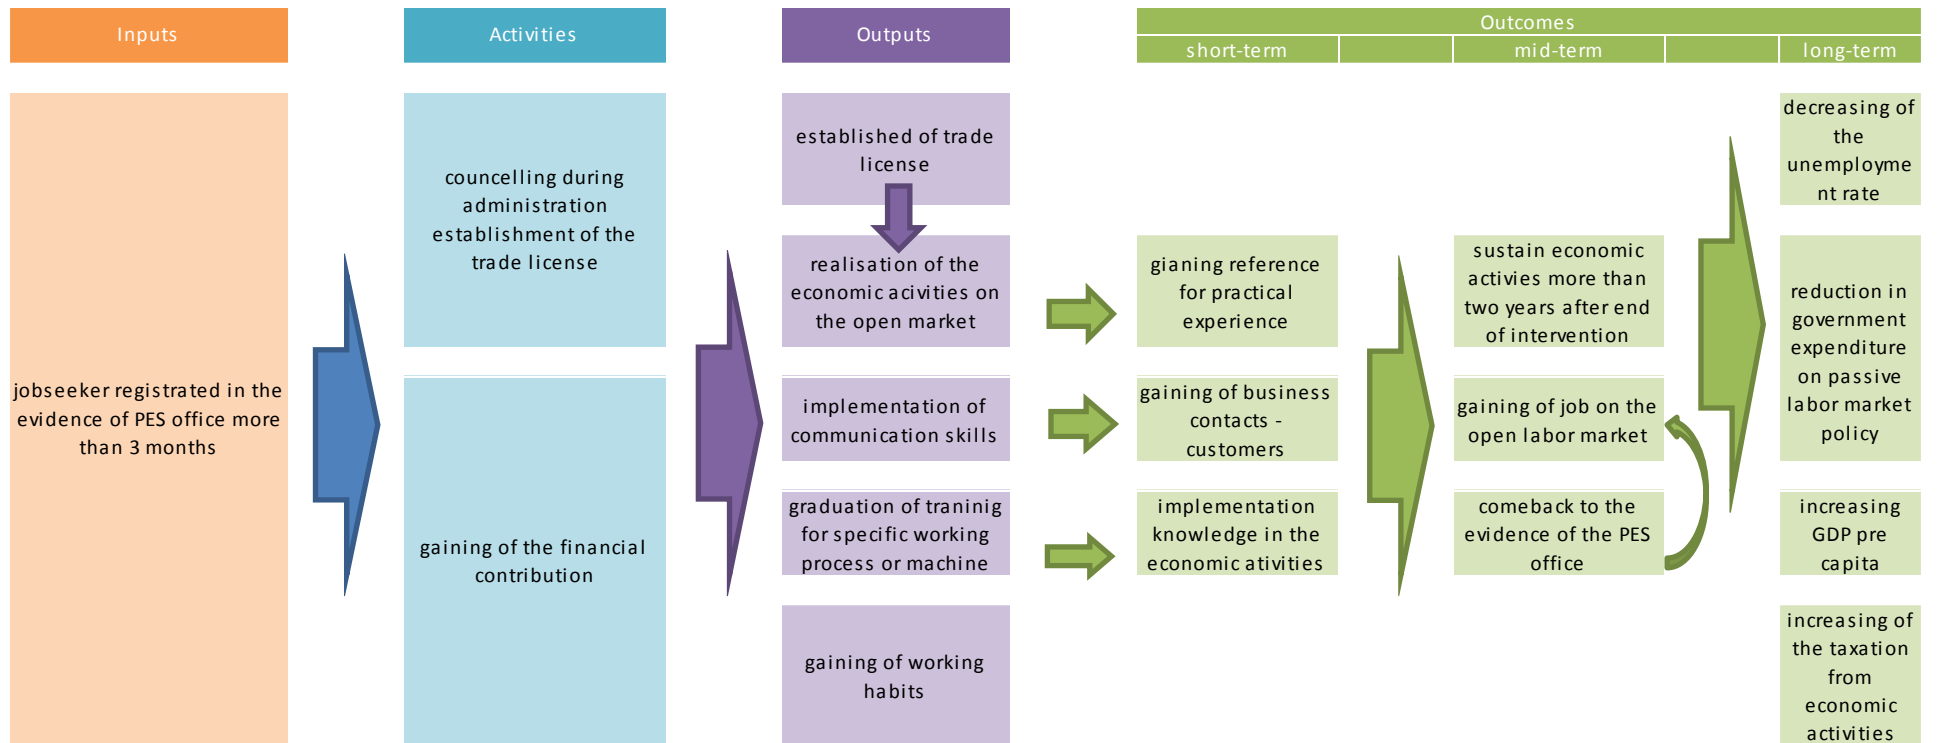 Inputs
Activities
Outputs
Outcomes
short-term
mid-term
long-term
jobseeker registrated in the
evidence of PES office more
than 3 months
councelling during
administration
establishment of the
trade license
gaining of the financial
contribution
established of trade
license
realisation of the
economic acivities on
the open market
implementation of
communication skills
graduation of traninig
for specific working
process or machine
gaining of working
habits
gianing reference
for practical
experience
gaining of business
contacts -
customers
implementation
knowledge in the
economic ativities
sustain economic
activies more than
two years after end
of intervention
gaining of job on the
open labor market
comeback to the
evidence of the PES
office
decreasing of
the
unemployme
nt rate
reduction in
government
expenditure
on passive
labor market
policy
increasing
GDP pre
capita
increasing of
the taxation
from
economic
activities